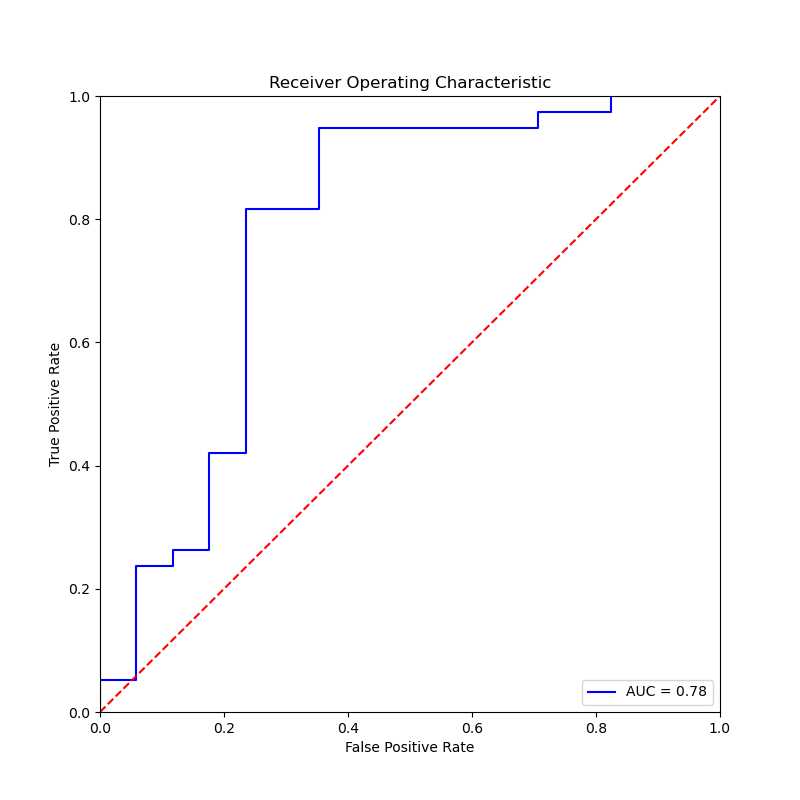 Receiver Operating Characteristic
1.0
0.8
0.6
0.4
0.2
0.0
True Positive Rate
AUC = 0.78
0.0 0.2 0.4 0.6 0.8 1.0
False Positive Rate